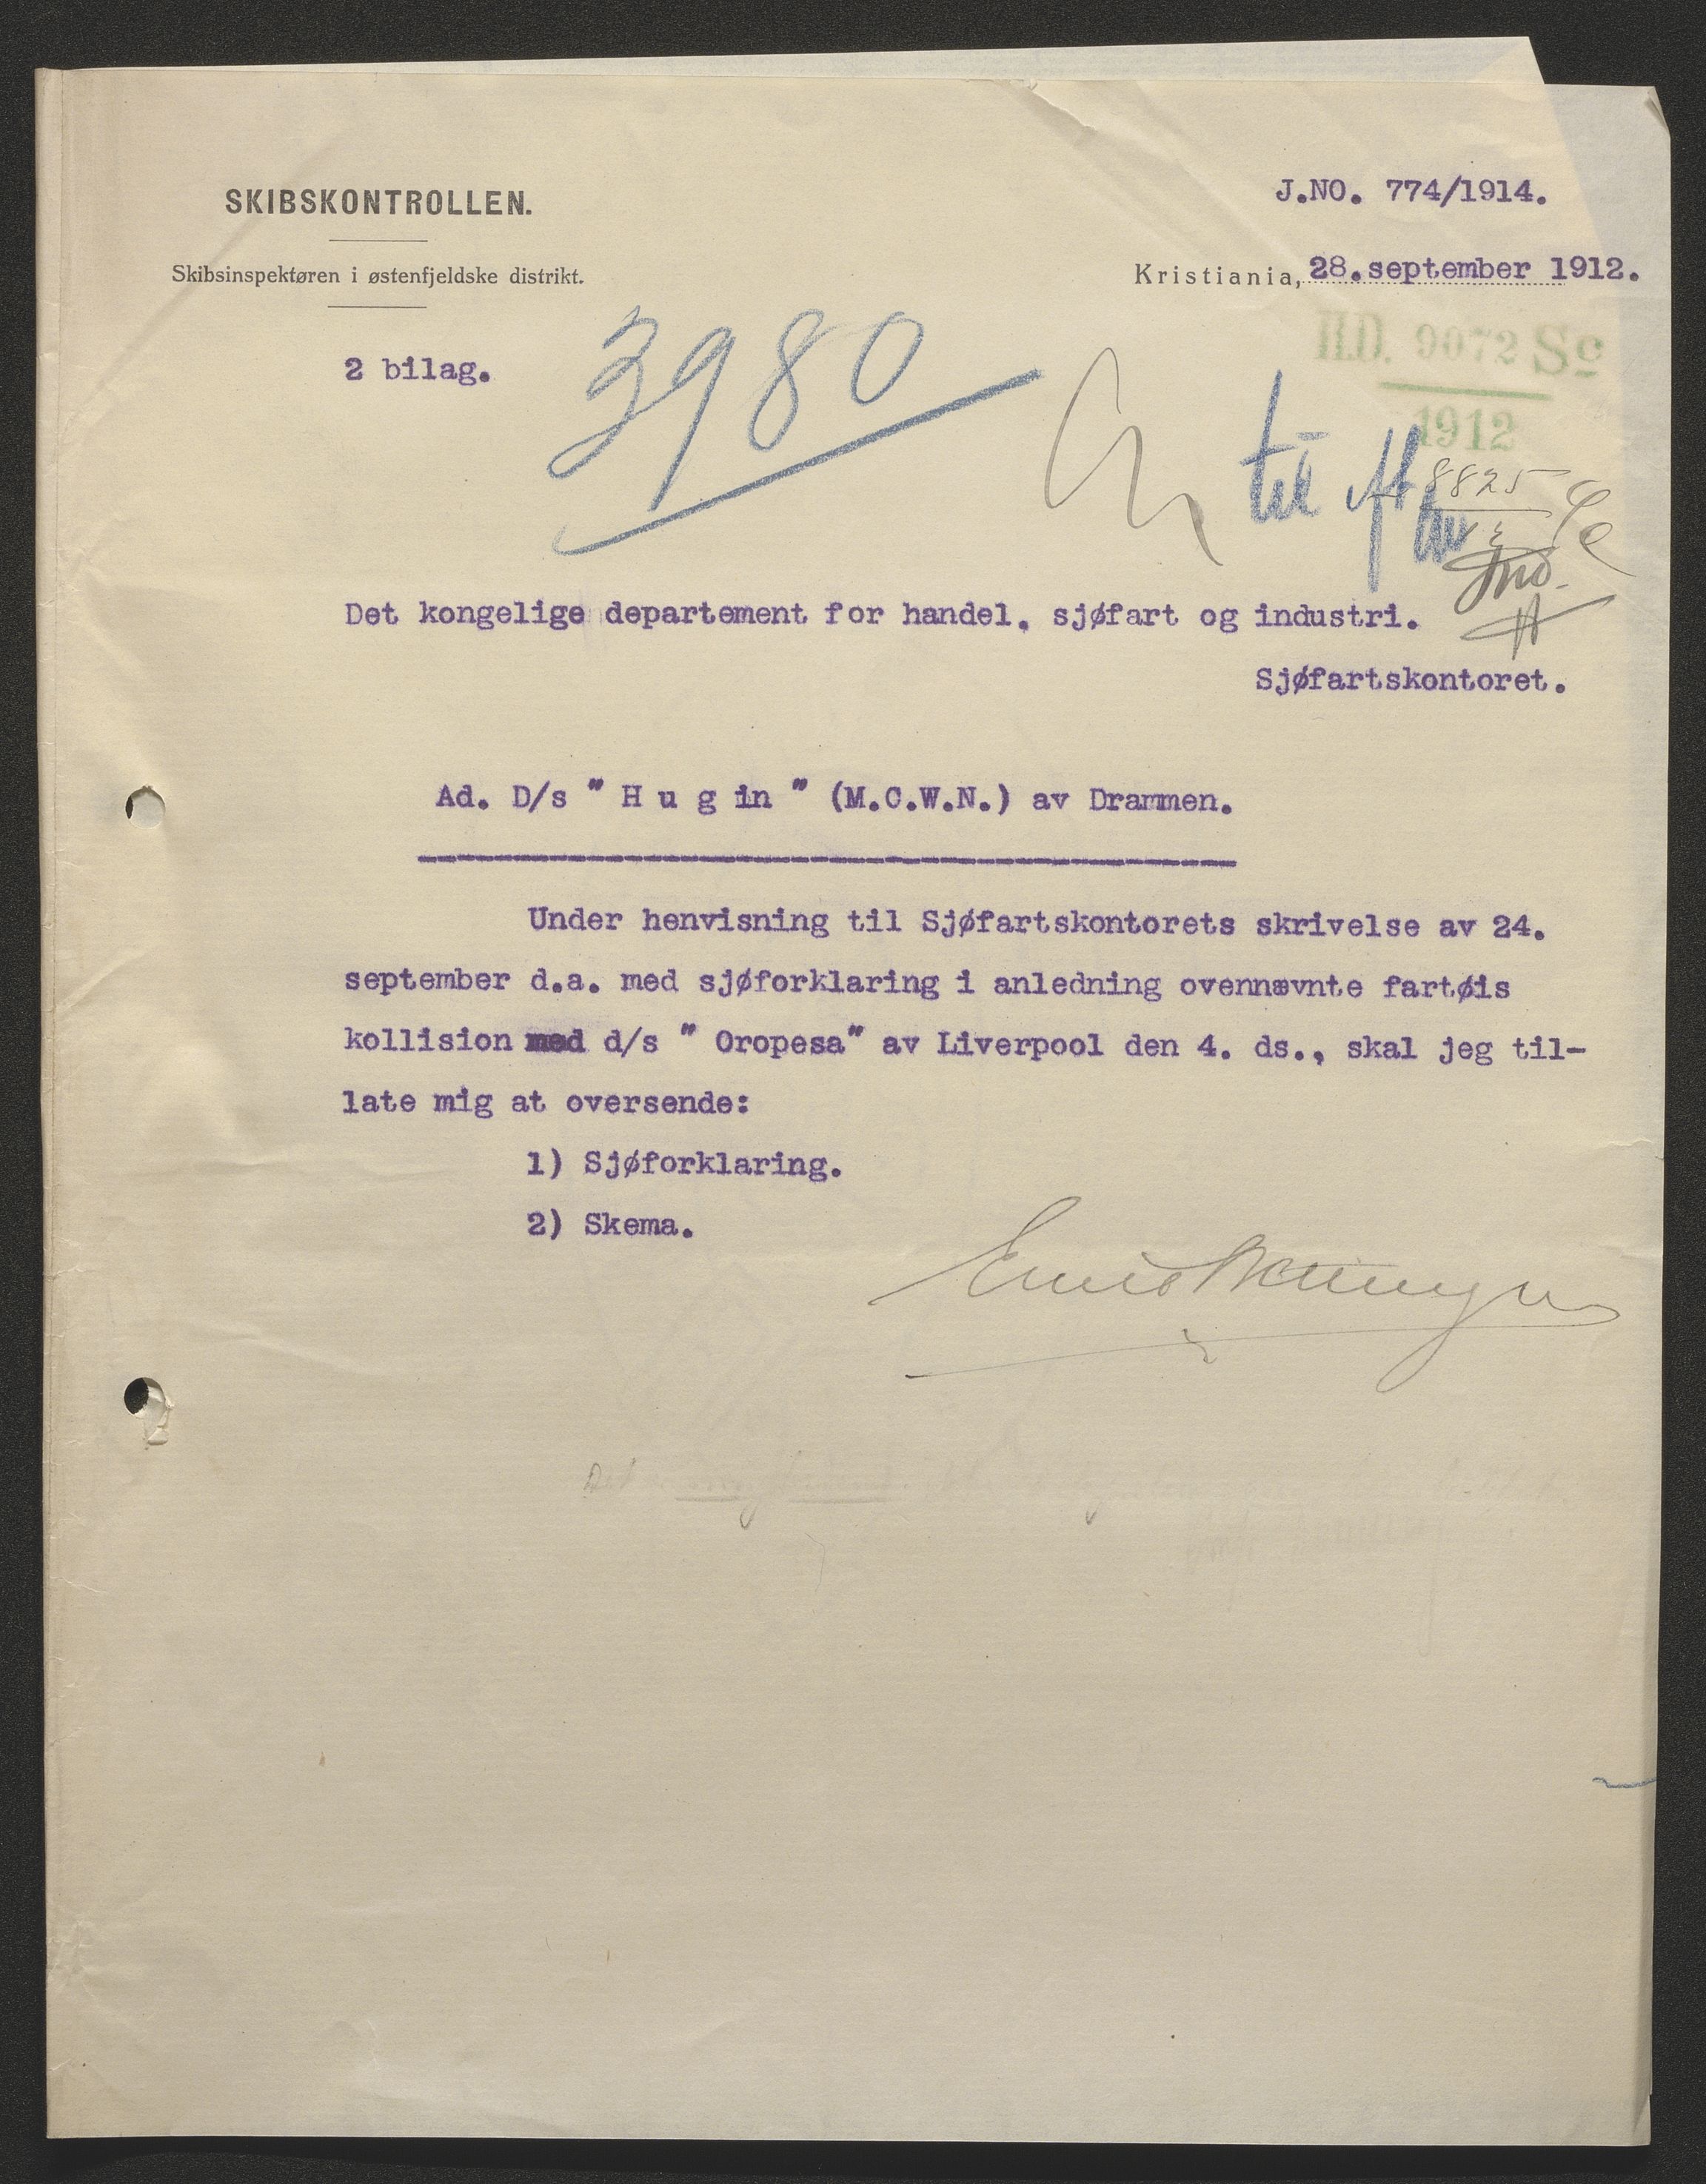 SKIBSKONTROLLEN.
Skibsinspektøren i østenfjeldske distrikt.
J.NO. 774/1914.
Kristiania, 28.september 1912.
H.D. 9072 Sc
1912
2 bilag.
3980
8825
Det kongelige departement for handel, sjøfart og industri.
Sjøfartskontoret.
Ad. D/s " H u g in " (M.C.W.N.) av Drammen.
Under henvisning til Sjøfartskontorets skrivelse av 24.
september d.a. med sjøforklaring i anledning ovennævnte fartøis
kollision med d/s " Oropesa" av Liverpool den 4. ds., skal jeg til-
late mig at oversende:
1) Sjøforklaring.
2) Skema.